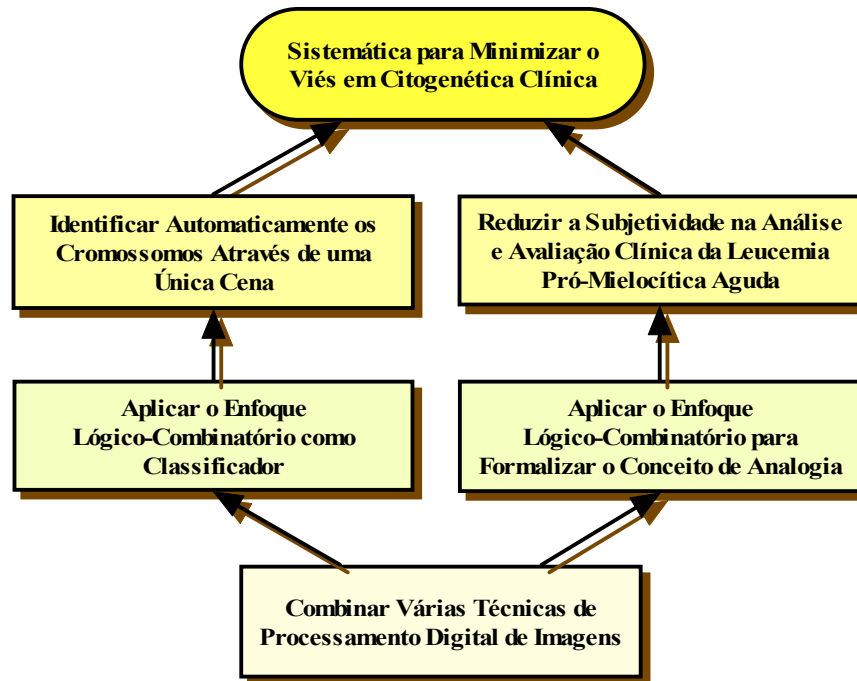 Sistemática para Minimizar o
Viés em Citogenética Clínica
Identificar Automaticamente os
Cromossomos Através de uma
Única Cena
Reduzir a Subjetividade na Análise
e Avaliação Clínica da Leucemia
Pró-Mielocítica Aguda
Aplicar o Enfoque
Lógico-Combinatório como
Classificador
Aplicar o Enfoque
Lógico-Combinatório para
Formalizar o Conceito de Analogia
Combinar Várias Técnicas de
Processamento Digital de Imagens